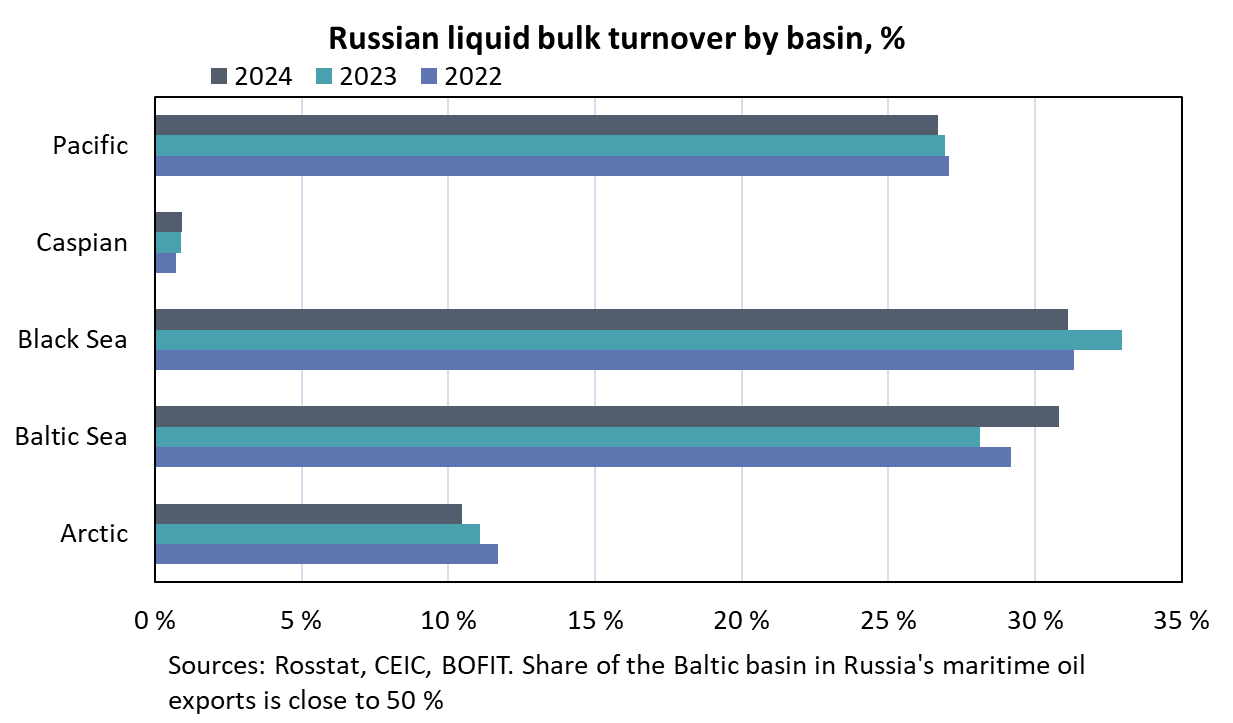 Russian liquid bulk turnover by basin, %
2024 2023 2022
Pacific
Caspian
Black Sea
Baltic Sea
Arctic
0 % 5 % 10 % 15 % 20 % 25 % 30 % 35 %
Sources: Rosstat, CEIC, BOFIT. Share of the Baltic basin in Russia's maritime oil
exports is close to 50 %